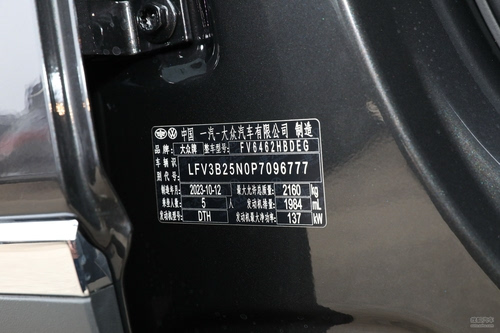 中国 一汽-大众汽车有限公司 制造
品牌 大众牌 整车型号 FV6462HBDEG
车辆识 LFV3B25N0P7096777
制造年月 2023-10-12 最大允许总质量 2160 kg
乘坐人数 5 人 发动机排量 1984 mL
发动机型号 DTH 发动机最大净功率 137 kW